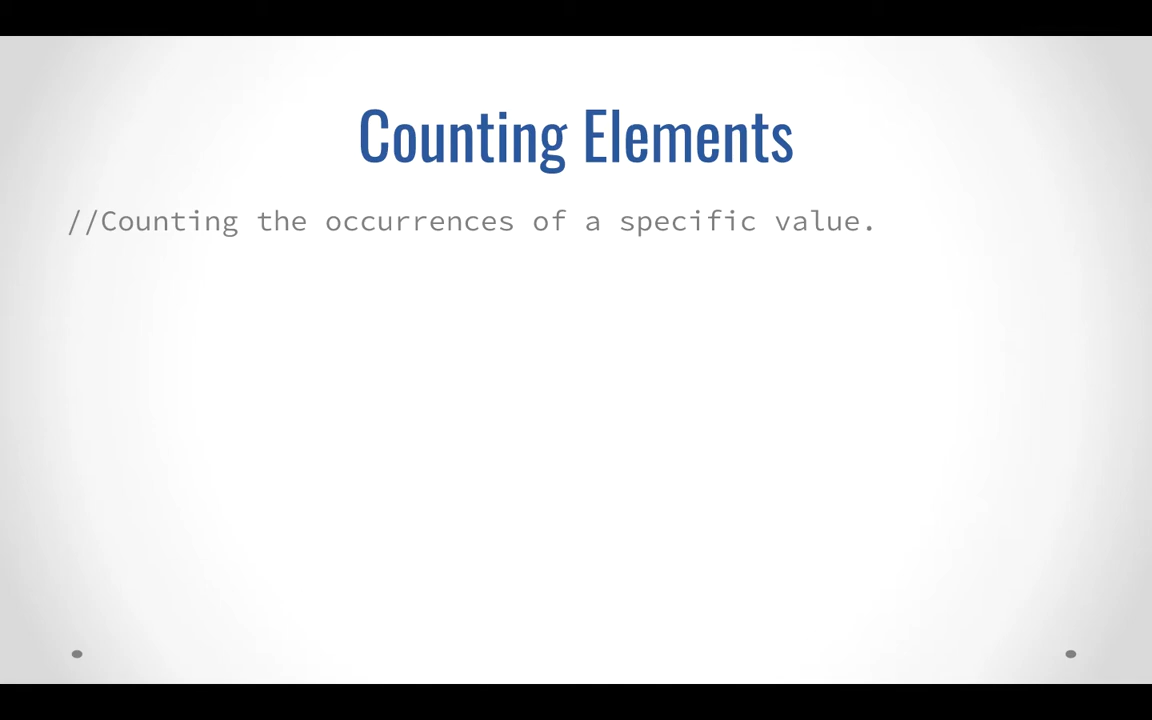 Counting Elements
//Counting the occurrences of a specific value.